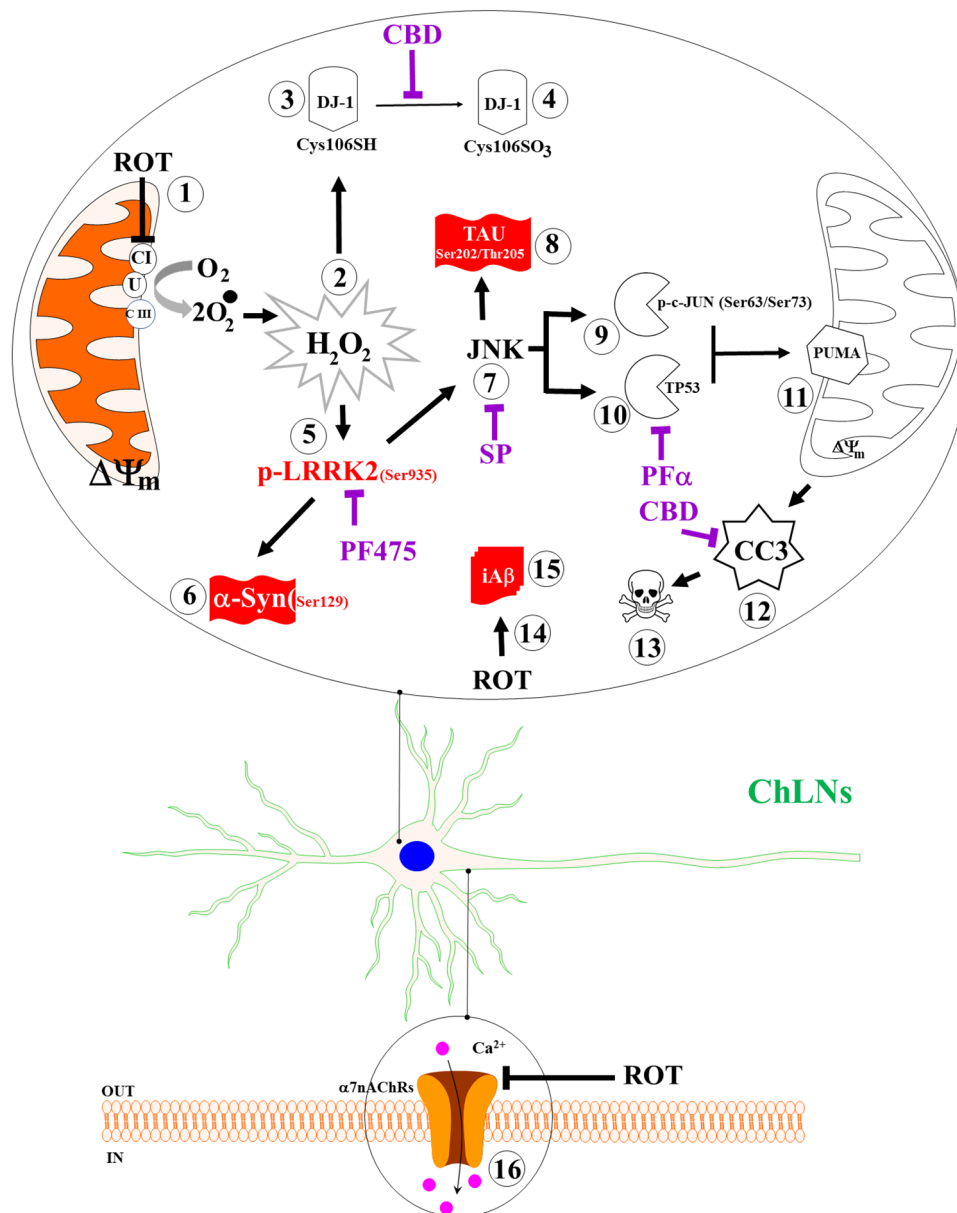 CBD
3
DJ-1
Cys106SH
DJ-1
4
Cys106SO₃
ROT
1
CI
U
C III
O₂
2O₂●
ΔΨm
2
H₂O₂
TAU
Ser202/Thr205
8
JNK
7
SP
9
p-c-JUN (Ser63/Ser73)
10
TP53
PUMA
11
ΔΨm
5
p-LRRK2(Ser935)
PF475
PFα
CBD
CC3
12
13
6
α-Syn(Ser129)
iAβ
15
14
ROT
ChLNs
Ca²⁺
α7nAChRs
ROT
OUT
IN
16